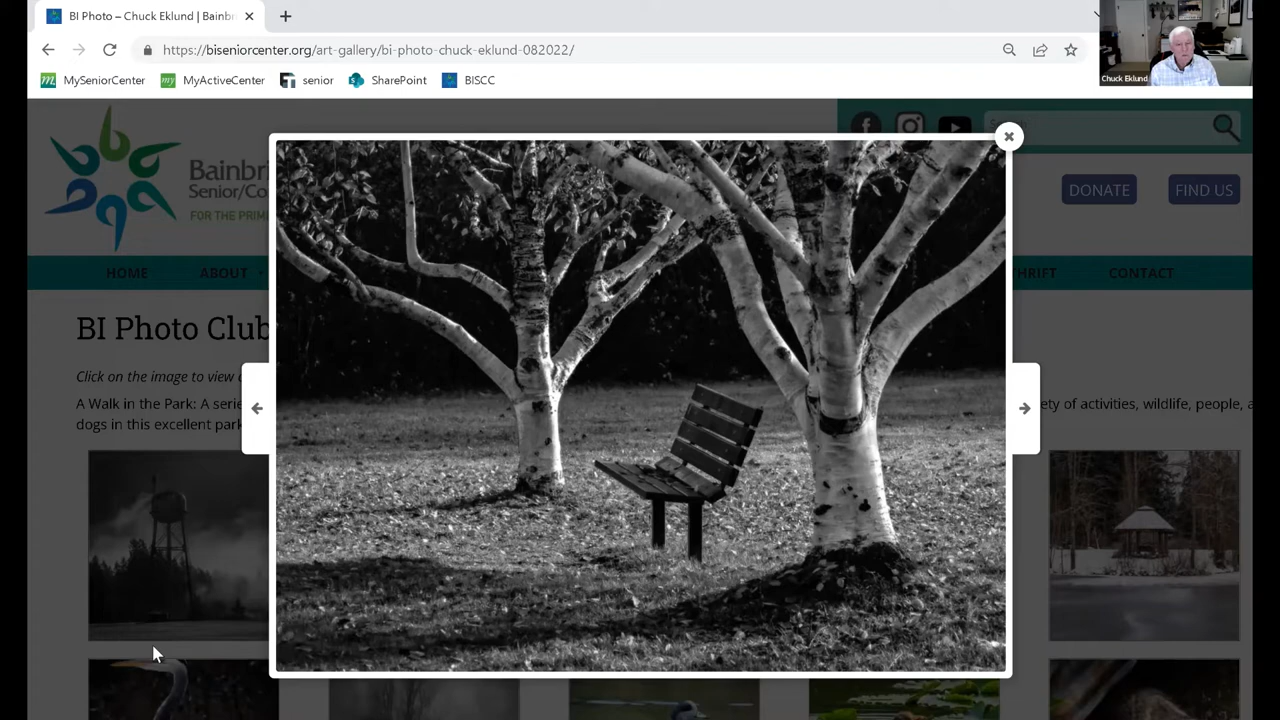 BI Photo – Chuck Eklund | Bainbr
https://biseniorcenter.org/art-gallery/bi-photo-chuck-eklund-082022/
MySeniorCenter MyActiveCenter senior SharePoint BISCC
Chuck Eklund
Bainbri
Senior/Co
FOR THE PRIM
DONATE FIND US
HOME ABOUT THRIFT CONTACT
BI Photo Club
Click on the image to view
A Walk in the Park: A serie ety of activities, wildlife, people, a
dogs in this excellent park